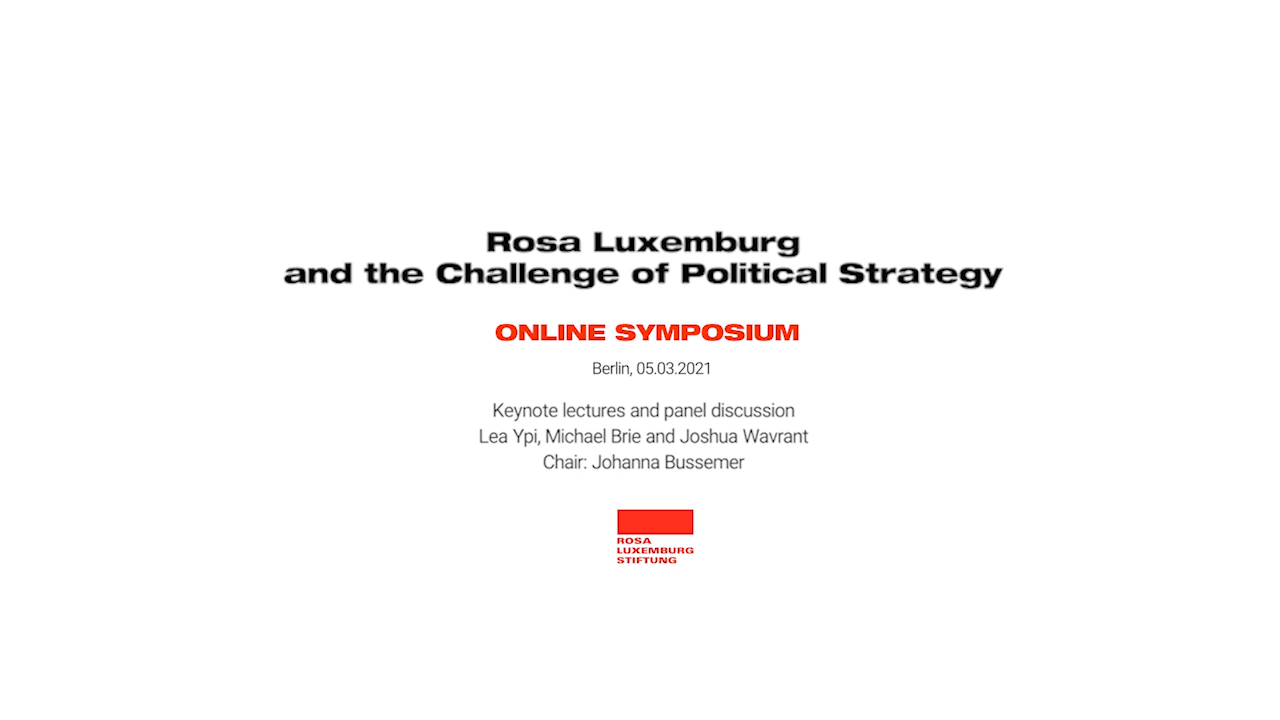 Rosa Luxemburg
and the Challenge of Political Strategy
ONLINE SYMPOSIUM
Berlin, 05.03.2021
Keynote lectures and panel discussion
Lea Ypi, Michael Brie and Joshua Wavrant
Chair: Johanna Bussemer
ROSA
LUXEMBURG
STIFTUNG